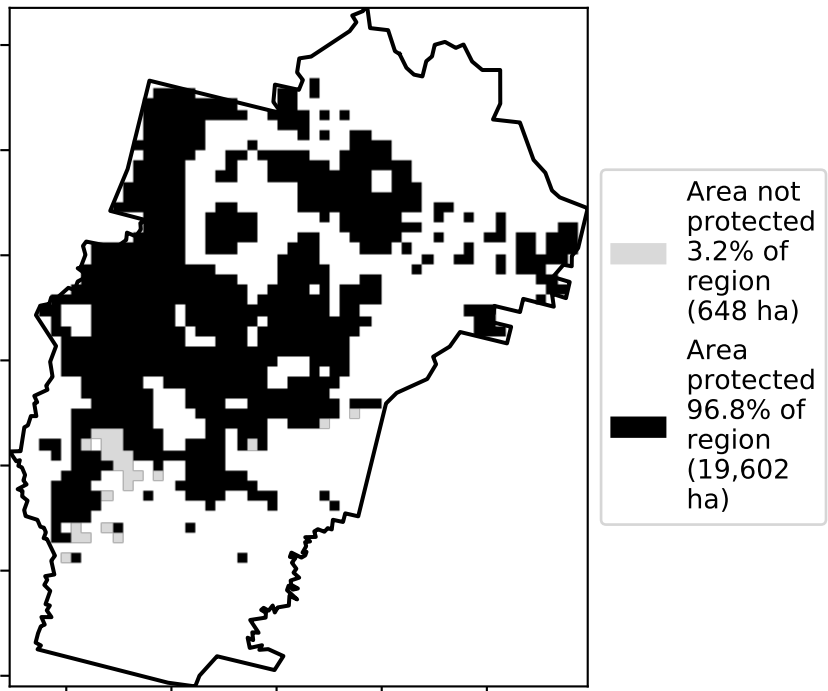 Area not
protected
3.2% of
region
(648 ha)
Area
protected
96.8% of
region
(19,602
ha)